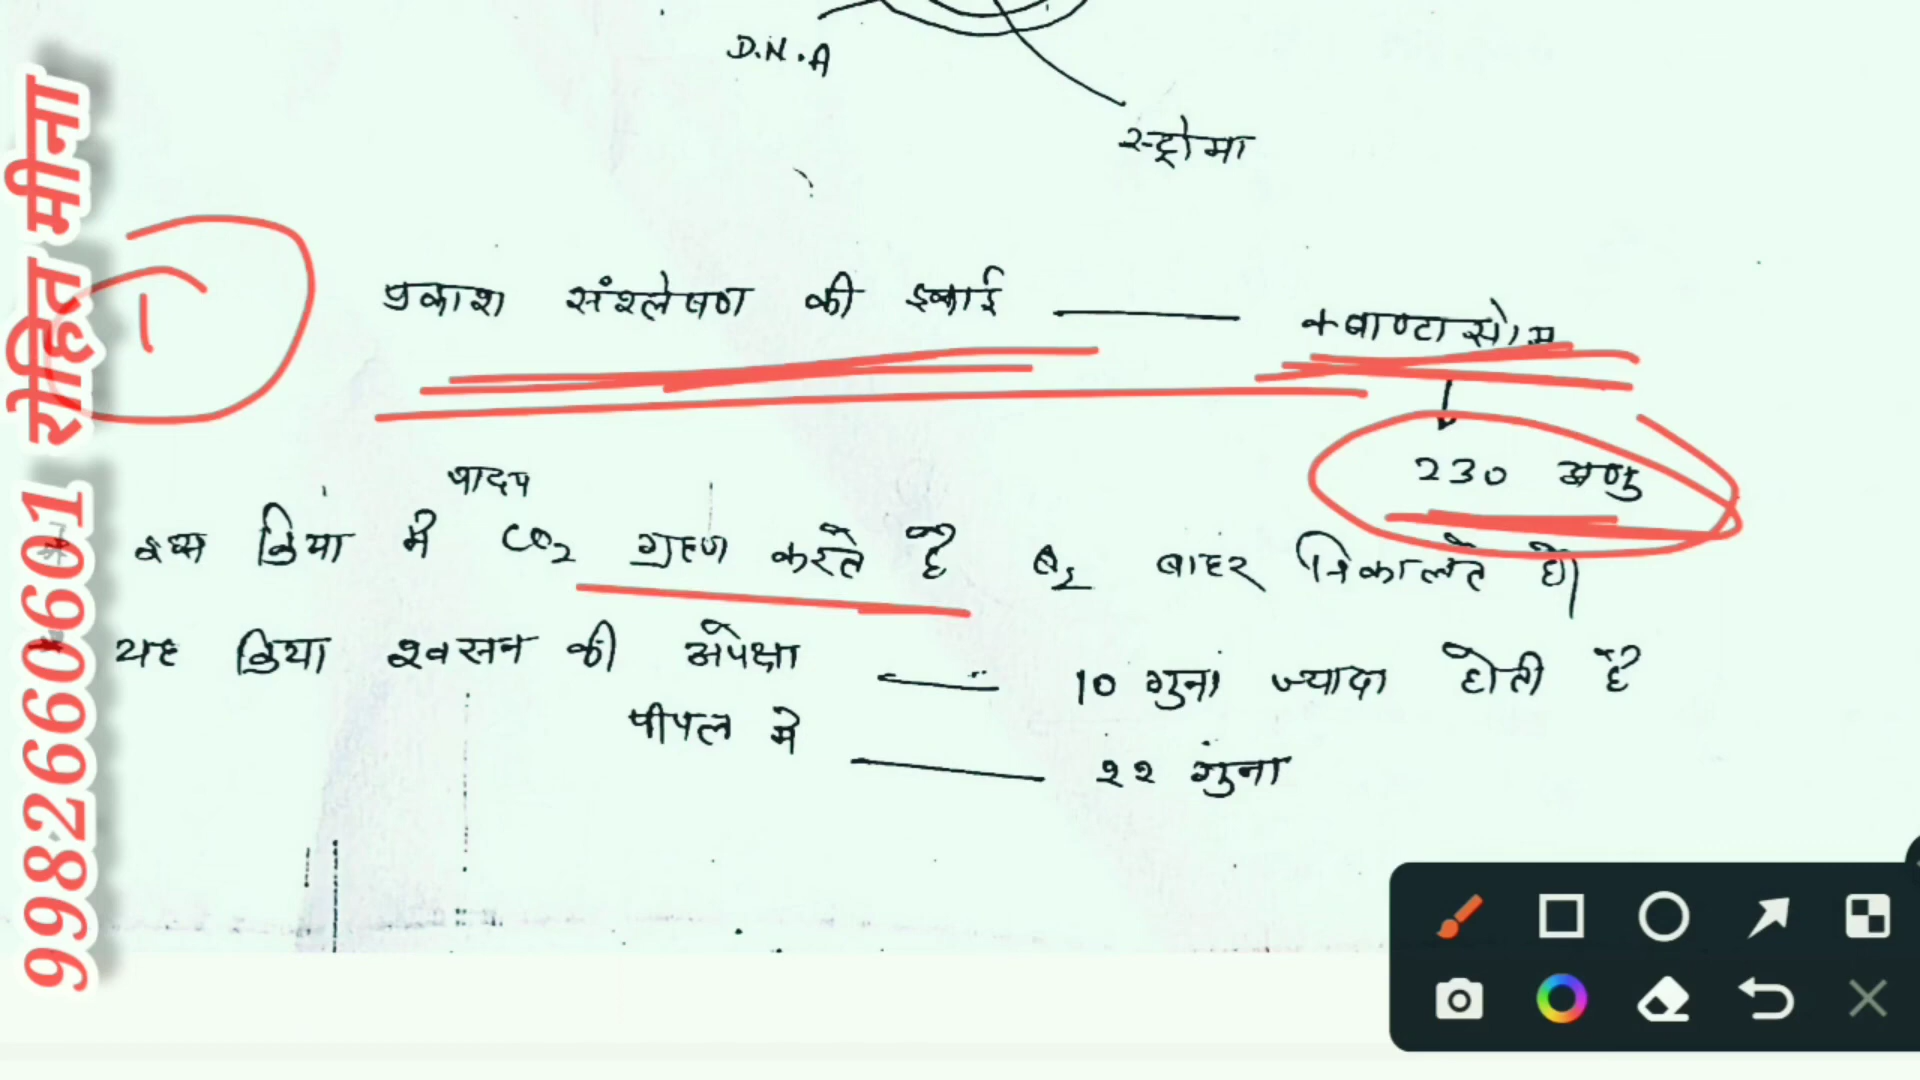 D.N.A
स्ट्रोमा
प्रकाश संश्लेषण की इकाई — क्वाण्टासोम
230 अणु
पादप
इस क्रिया में CO2 ग्रहण करते है O2 बाहर निकालते है।
यह क्रिया श्वसन की अपेक्षा — 10 गुना ज्यादा होती है
पीपल में — 22 गुना
9982660601 रोहित मीना